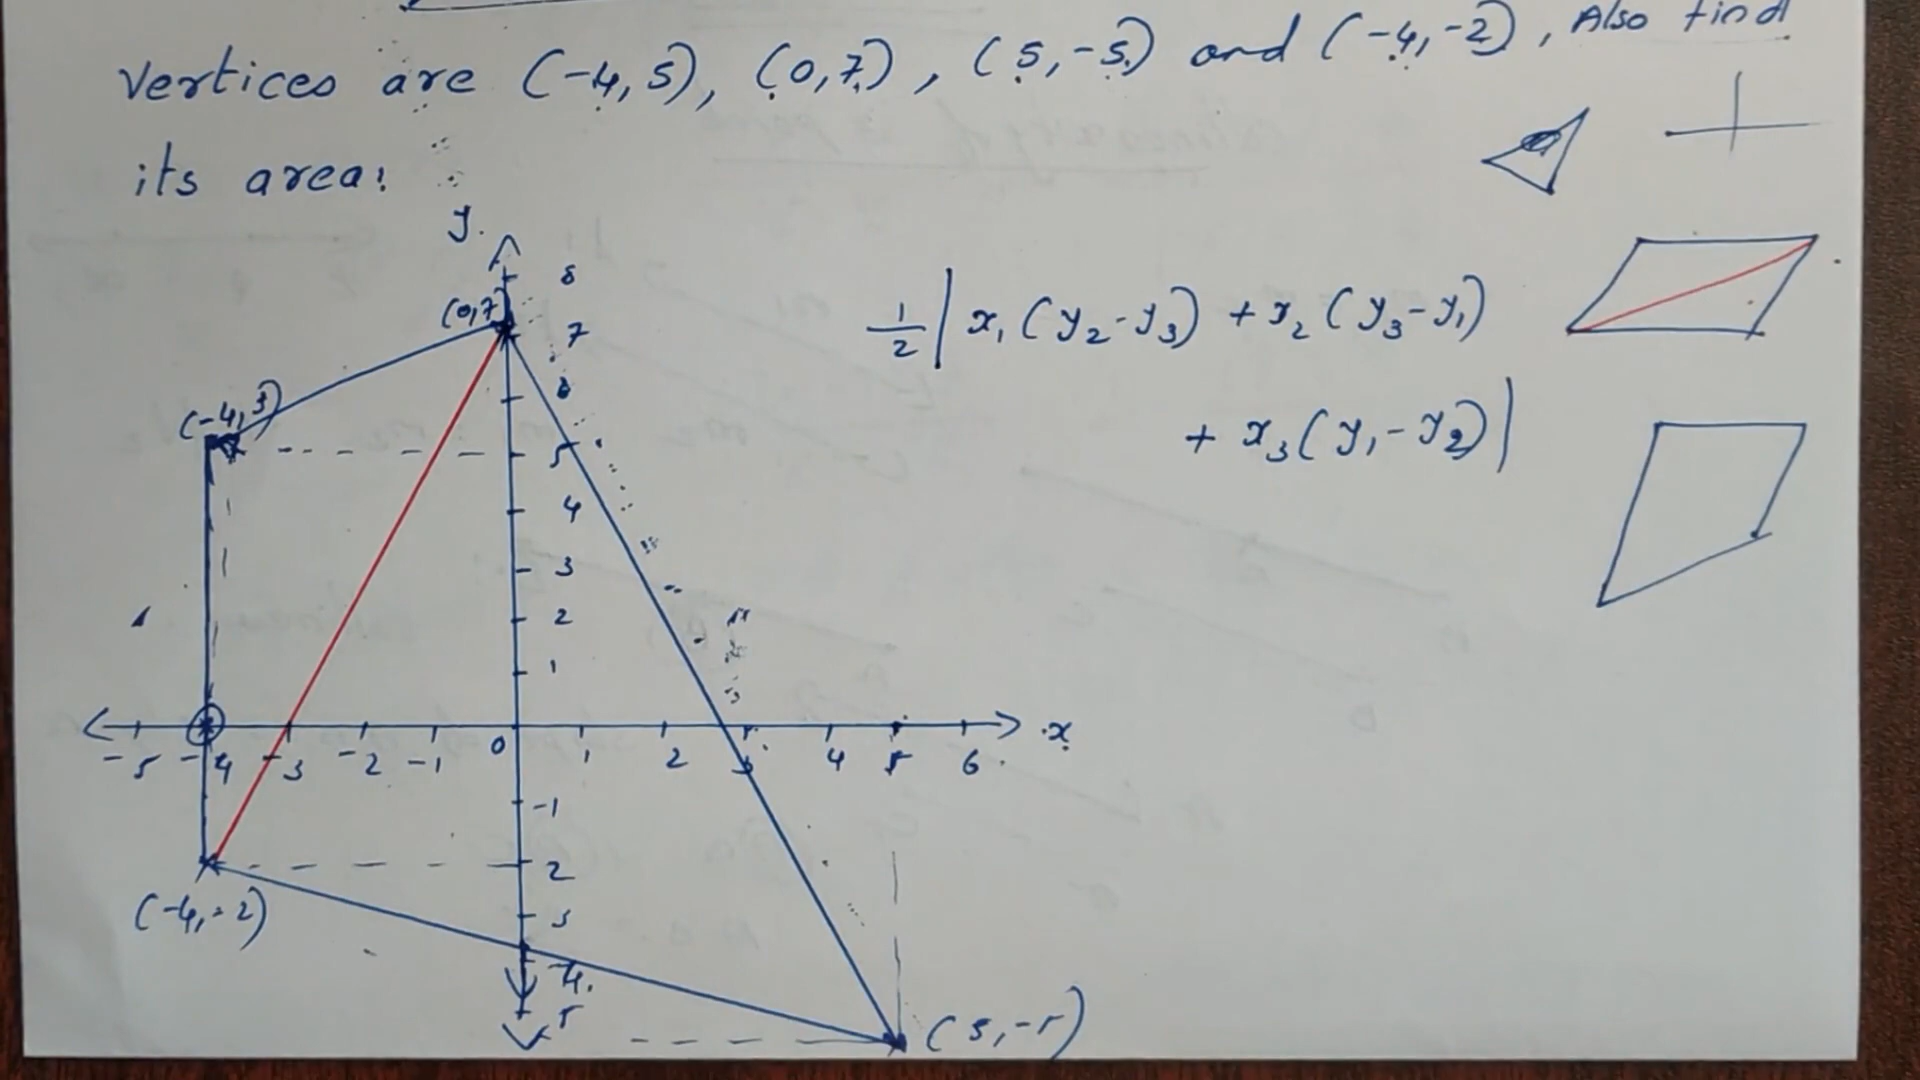 vertices are (-4, 5), (0,7), (5, -5) and (-4, -2), Also find
its area:
y
8
(0,7)
7
6
(-4, 5)
5
4
3
2
1
-5 -4 -3 -2 -1 0 1 2 3 4 5 6 x
-1
2
(-4, -2)
3
-4
5
(5, -5)
1/2 | x₁ (y₂ - y₃) + x₂ (y₃ - y₁)
+ x₃ (y₁ - y₂) |